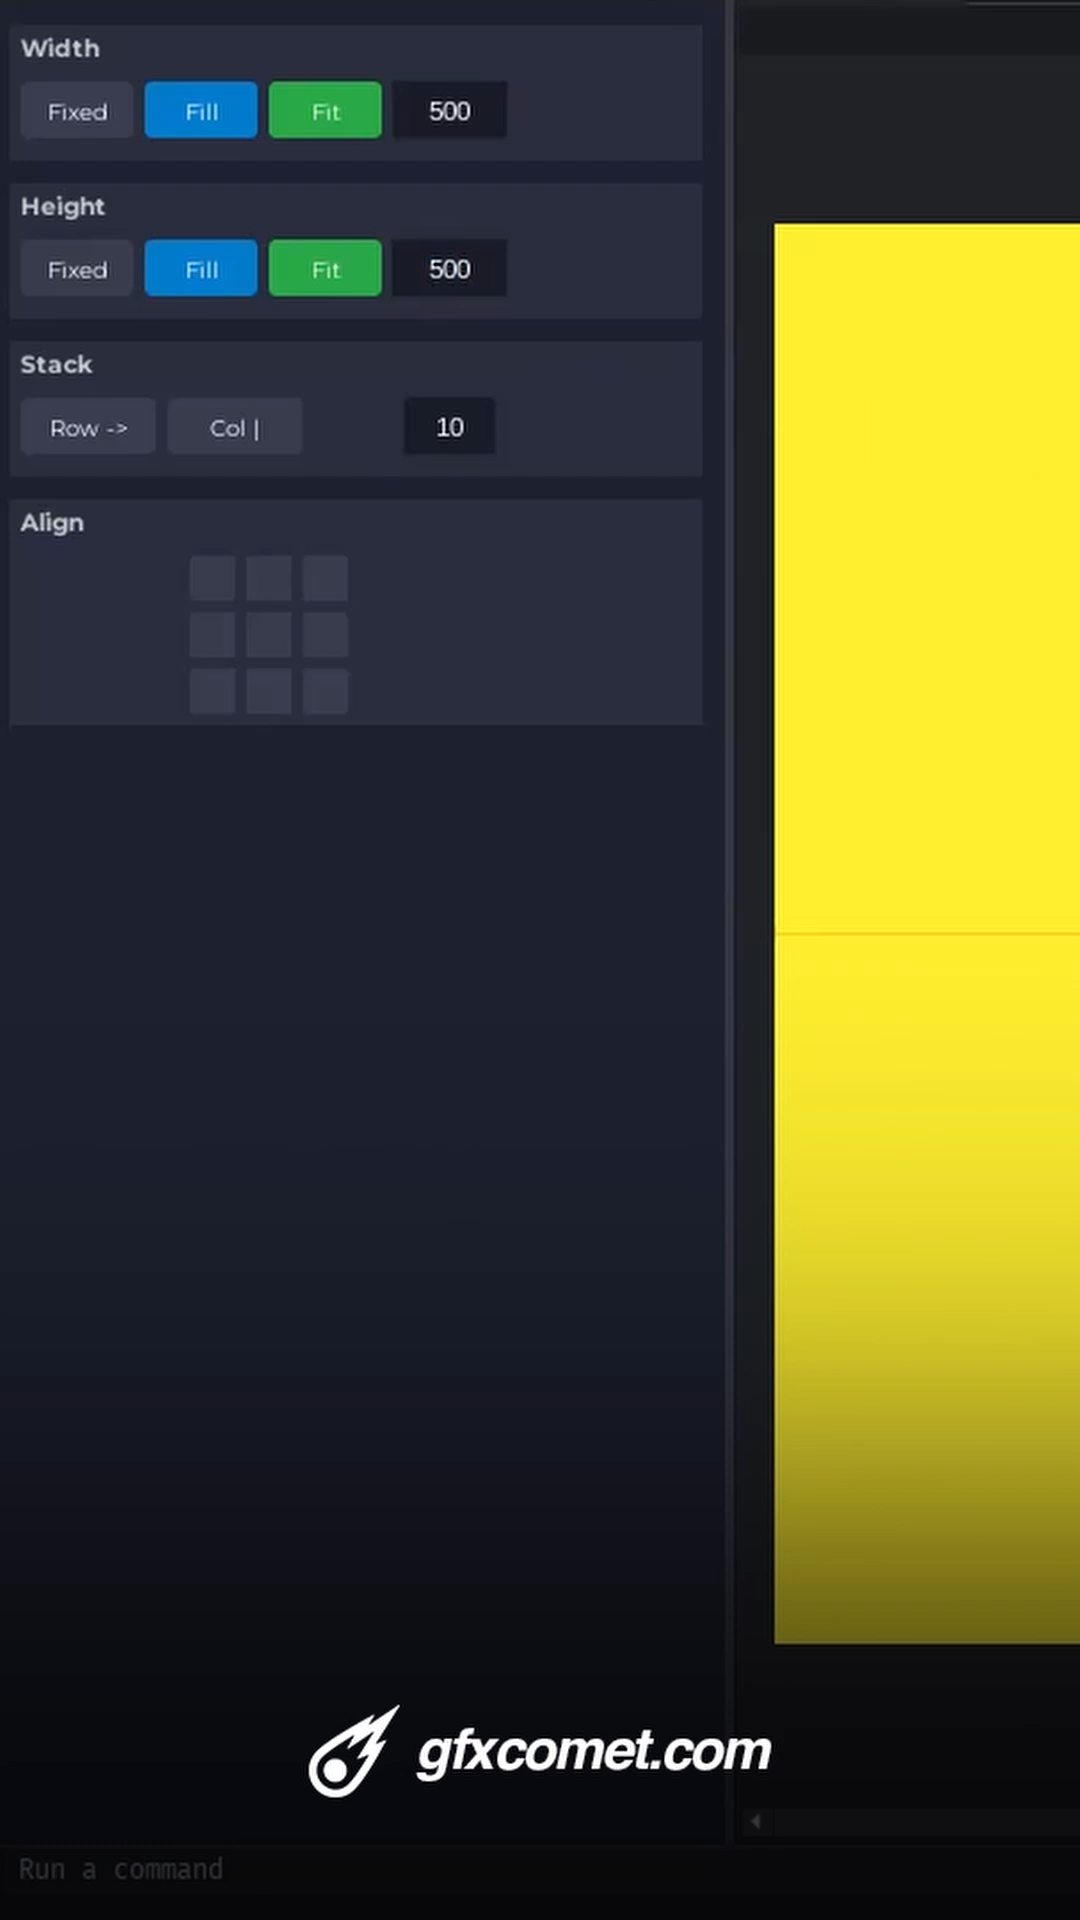 Width
Fixed Fill Fit 500
Height
Fixed Fill Fit 500
Stack
Row -> Col | 10
Align
gfxcomet.com
Run a command